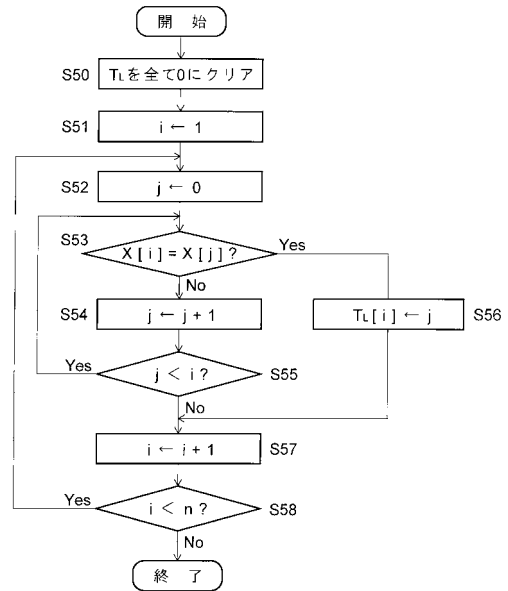 開 始
S50 TLを全て0にクリア
S51 i ← 1
S52 j ← 0
S53 X [ i ] = X [ j ] ? Yes
No
S54 j ← j + 1 TL [ i ] ← j S56
Yes j < i ? S55
No
i ← i + 1 S57
Yes i < n ? S58
No
終 了